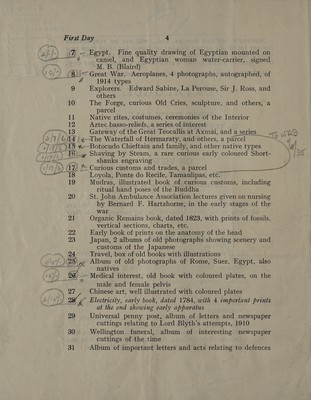 First Day 4
7 Egypt. Fine quality drawing of Egyptian mounted on
camel, and Egyptian woman water-carrier, signed
M. B. (Blaird)
8 Great War. Aeroplanes, 4 photographs, autographed, of
1914 types
9 Explorers. Edward Sabine, La Perouse, Sir J. Ross, and
others
10 The Forge, curious Old Cries, sculpture, and others, a
parcel
11 Native rites, costumes, ceremonies of the Interior
12 Aztec basso-reliefs, a series of interest
13 Gateway of the Great Teocallis at Axmai, and a series
14 The Waterfall of Itermaraty, and others, a parcel
15 Botocudo Chieftain and family, and other native types
16 Shaving by Steam, a rare curious early coloured Short-
shanks engraving
17 Curious customs and trades, a parcel
18 Loyola, Ponte do Recife, Tamaulipas, etc.
19 Mudras, illustrated book of curious customs, including
ritual hand poses of the Buddha
20 St. John Ambulance Association lectures given on nursing
by Bernard F. Hartzhorne, in the early stages of the
war
21 Organic Remains book, dated 1823, with prints of fossils,
vertical sections, charts, etc.
22 Early book of prints on the anatomy of the head
23 Japan, 2 albums of old photographs showing scenery and
customs of the Japanese
24 Travel, box of old books with illustrations
25 Album of old photographs of Rome, Suez, Egypt, also
natives
26 Medical interest, old book with coloured plates, on the
male and female pelvis
27 Chinese art, well illustrated with coloured plates
28 Electricity, early book, dated 1784, with 4 important prints
at the end showing early apparatus
29 Universal penny post, album of letters and newspaper
cuttings relating to Lord Blyth's attempts, 1910
30 Wellington funeral, album of interesting newspaper
cuttings of the time
31 Album of important letters and acts relating to defences